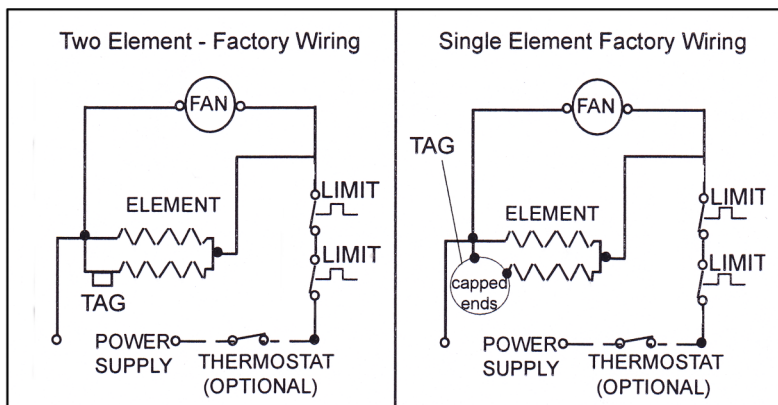 Two Element - Factory Wiring
FAN
LIMIT
ELEMENT
LIMIT
TAG
POWER
SUPPLY
THERMOSTAT
(OPTIONAL)
Single Element Factory Wiring
FAN
TAG
LIMIT
ELEMENT
LIMIT
capped
ends
POWER
SUPPLY
THERMOSTAT
(OPTIONAL)